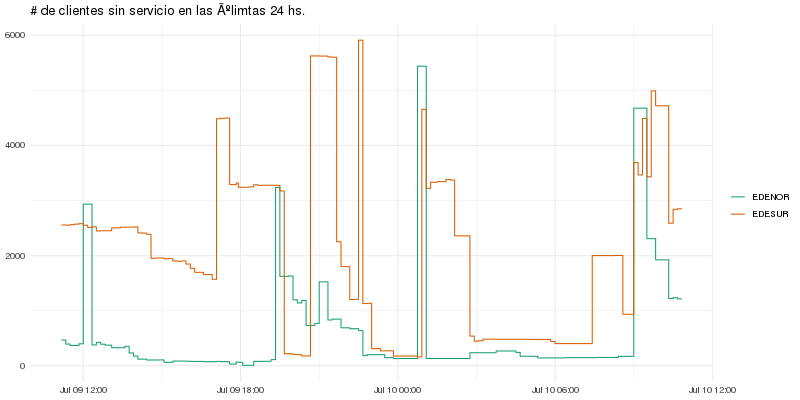 # de clientes sin servicio en las Ãºlimtas 24 hs.
6000
4000
2000
0
Jul 09 12:00
Jul 09 18:00
Jul 10 00:00
Jul 10 06:00
Jul 10 12:00
EDENOR
EDESUR